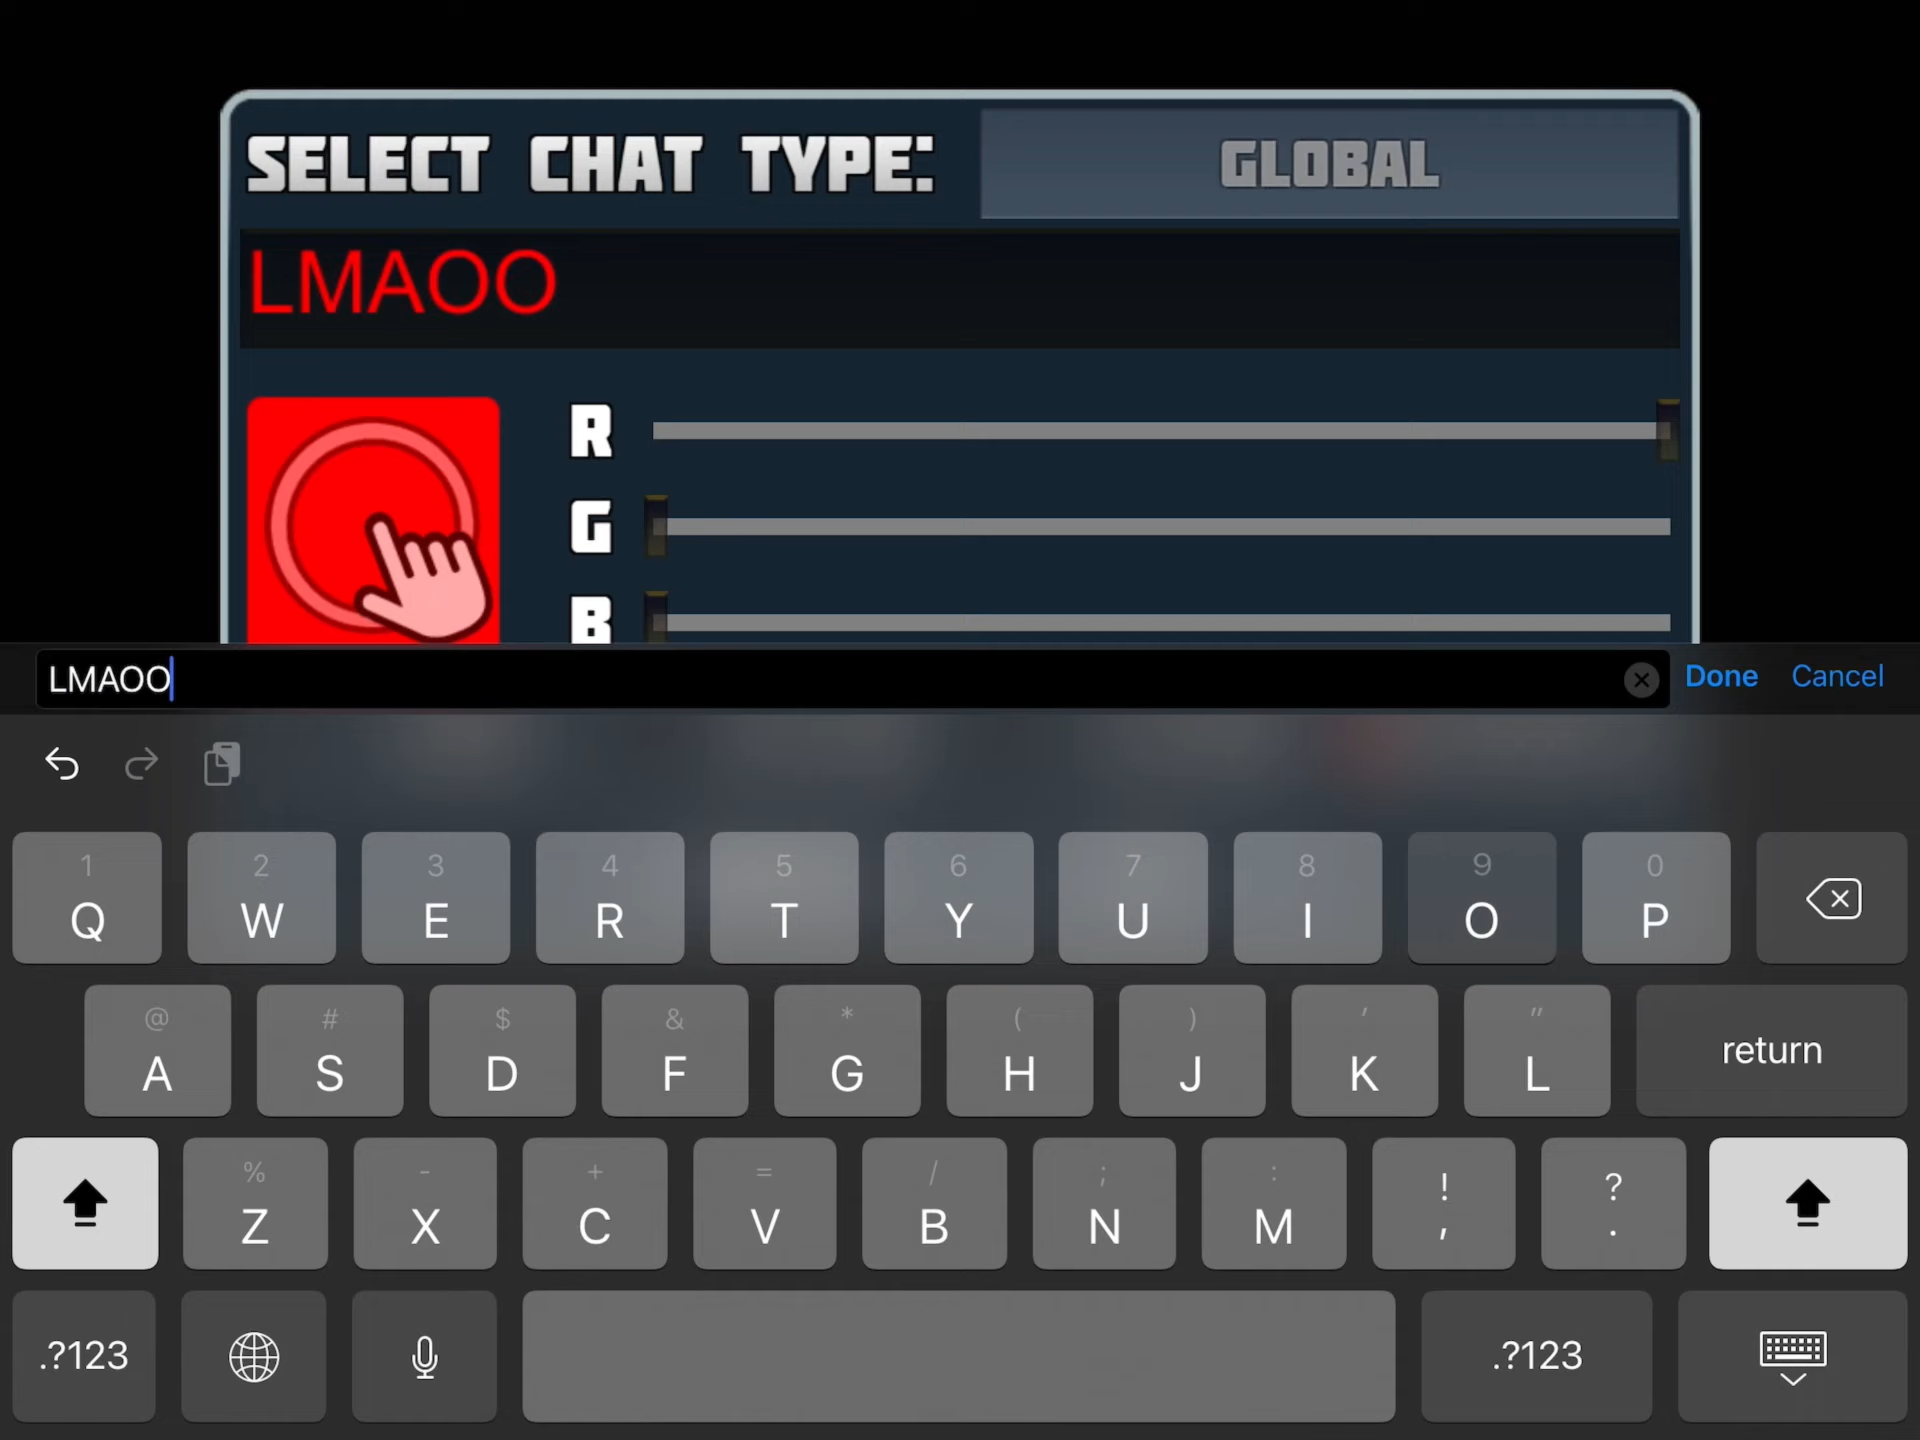 SELECT CHAT TYPE: GLOBAL
LMAOO
R
G
B
LMAOO Done Cancel
1 2 3 4 5 6 7 8 9 0
Q W E R T Y U I O P
@ # $ & * ( ) ' "
A S D F G H J K L return
% - + = / ; : ! ?
Z X C V B N M , .
.?123 .?123